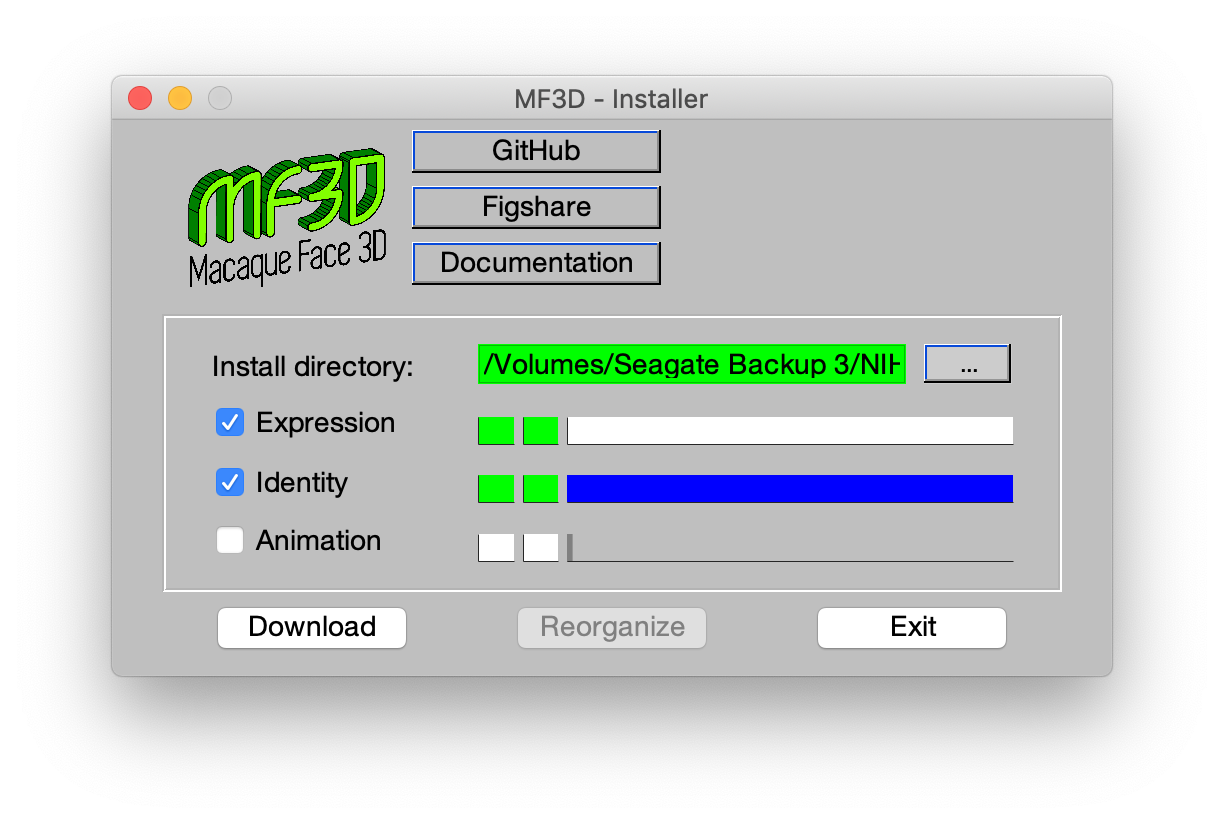 MF3D - Installer
MF3D
Macaque Face 3D
GitHub
Figshare
Documentation
Install directory:
/Volumes/Seagate Backup 3/NIH
...
Expression
Identity
Animation
Download
Reorganize
Exit